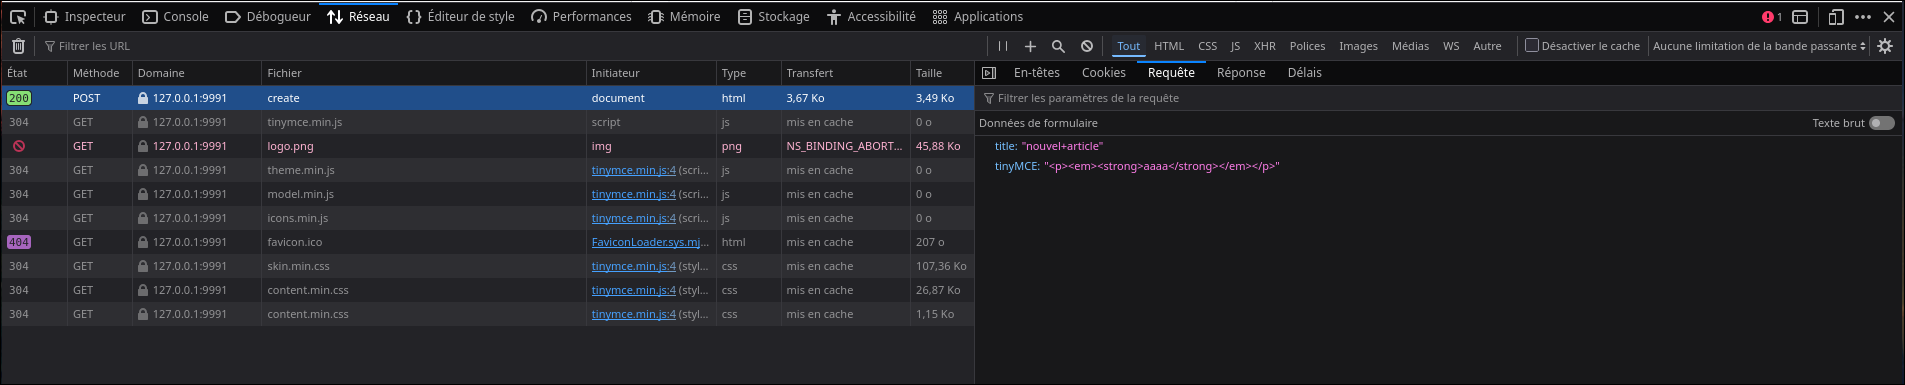 Inspecteur Console Débogueur Réseau Éditeur de style Performances Mémoire Stockage Accessibilité Applications 1
Filtrer les URL Tout HTML CSS JS XHR Polices Images Médias WS Autre Désactiver le cache Aucune limitation de la bande passante
État Méthode Domaine Fichier Initiateur Type Transfert Taille
200 POST 127.0.0.1:9991 create document html 3,67 Ko 3,49 Ko
304 GET 127.0.0.1:9991 tinymce.min.js script js mis en cache 0 o
GET 127.0.0.1:9991 logo.png img png NS_BINDING_ABORT... 45,88 Ko
304 GET 127.0.0.1:9991 theme.min.js tinymce.min.js:4 (scri... js mis en cache 0 o
304 GET 127.0.0.1:9991 model.min.js tinymce.min.js:4 (scri... js mis en cache 0 o
304 GET 127.0.0.1:9991 icons.min.js tinymce.min.js:4 (scri... js mis en cache 0 o
404 GET 127.0.0.1:9991 favicon.ico FaviconLoader.sys.mj... html mis en cache 207 o
304 GET 127.0.0.1:9991 skin.min.css tinymce.min.js:4 (styl... css mis en cache 107,36 Ko
304 GET 127.0.0.1:9991 content.min.css tinymce.min.js:4 (styl... css mis en cache 26,87 Ko
304 GET 127.0.0.1:9991 content.min.css tinymce.min.js:4 (styl... css mis en cache 1,15 Ko
En-têtes Cookies Requête Réponse Délais
Filtrer les paramètres de la requête
Données de formulaire Texte brut
title: "nouvel+article"
tinyMCE: "<p><em><strong>aaaa</strong></em></p>"